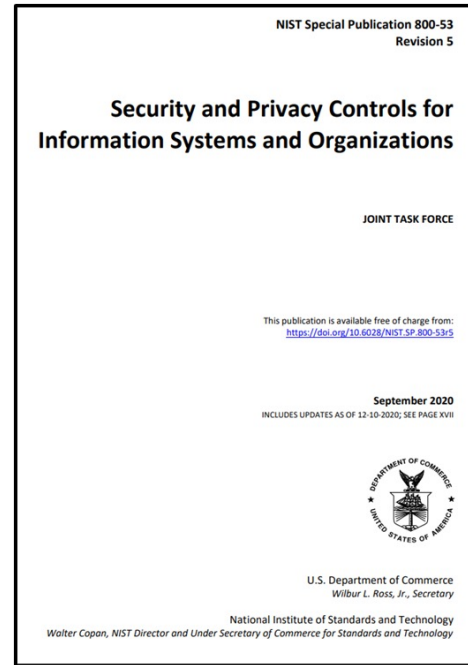 NIST Special Publication 800-53
Revision 5
Security and Privacy Controls for
Information Systems and Organizations
JOINT TASK FORCE
This publication is available free of charge from:
https://doi.org/10.6028/NIST.SP.800-53r5
September 2020
INCLUDES UPDATES AS OF 12-10-2020; SEE PAGE XVII
DEPARTMENT OF COMMERCE
UNITED STATES OF AMERICA
U.S. Department of Commerce
Wilbur L. Ross, Jr., Secretary
National Institute of Standards and Technology
Walter Copan, NIST Director and Under Secretary of Commerce for Standards and Technology